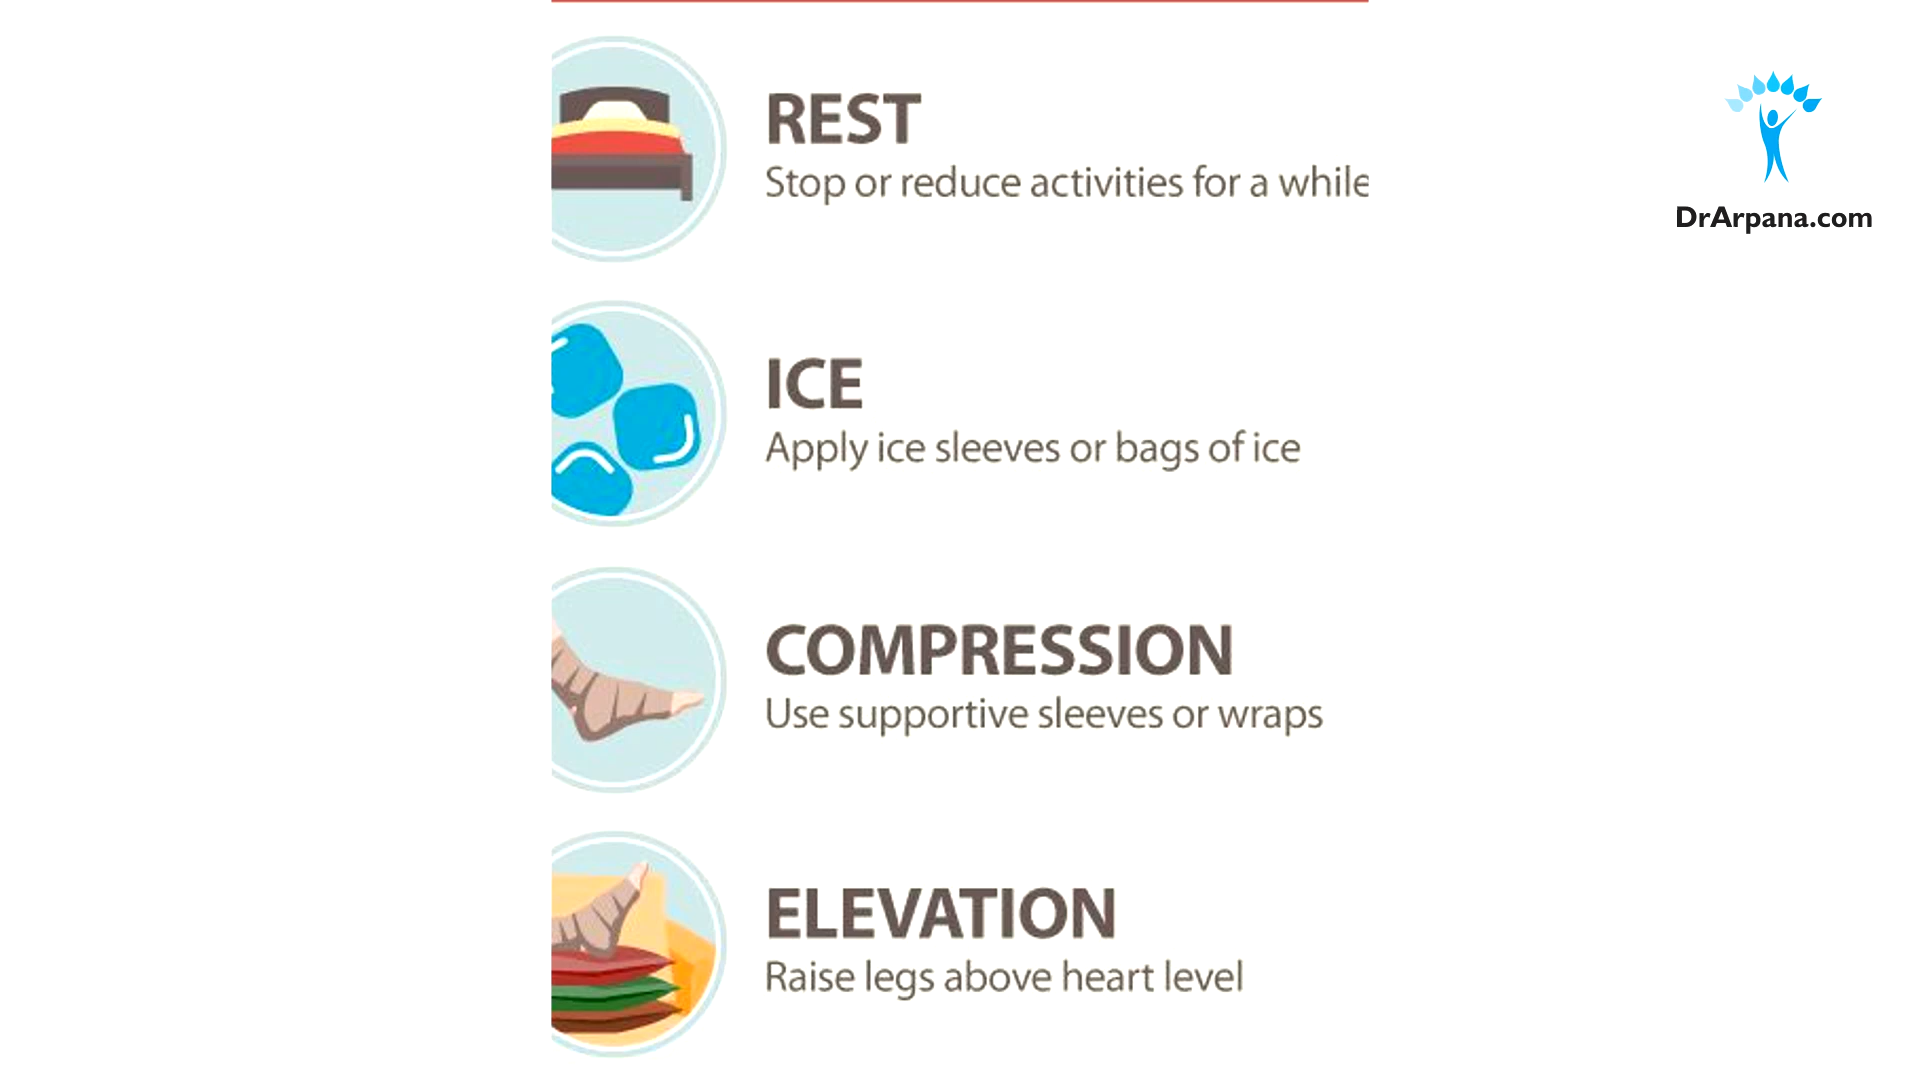 REST
Stop or reduce activities for a while
ICE
Apply ice sleeves or bags of ice
COMPRESSION
Use supportive sleeves or wraps
ELEVATION
Raise legs above heart level
DrArpana.com